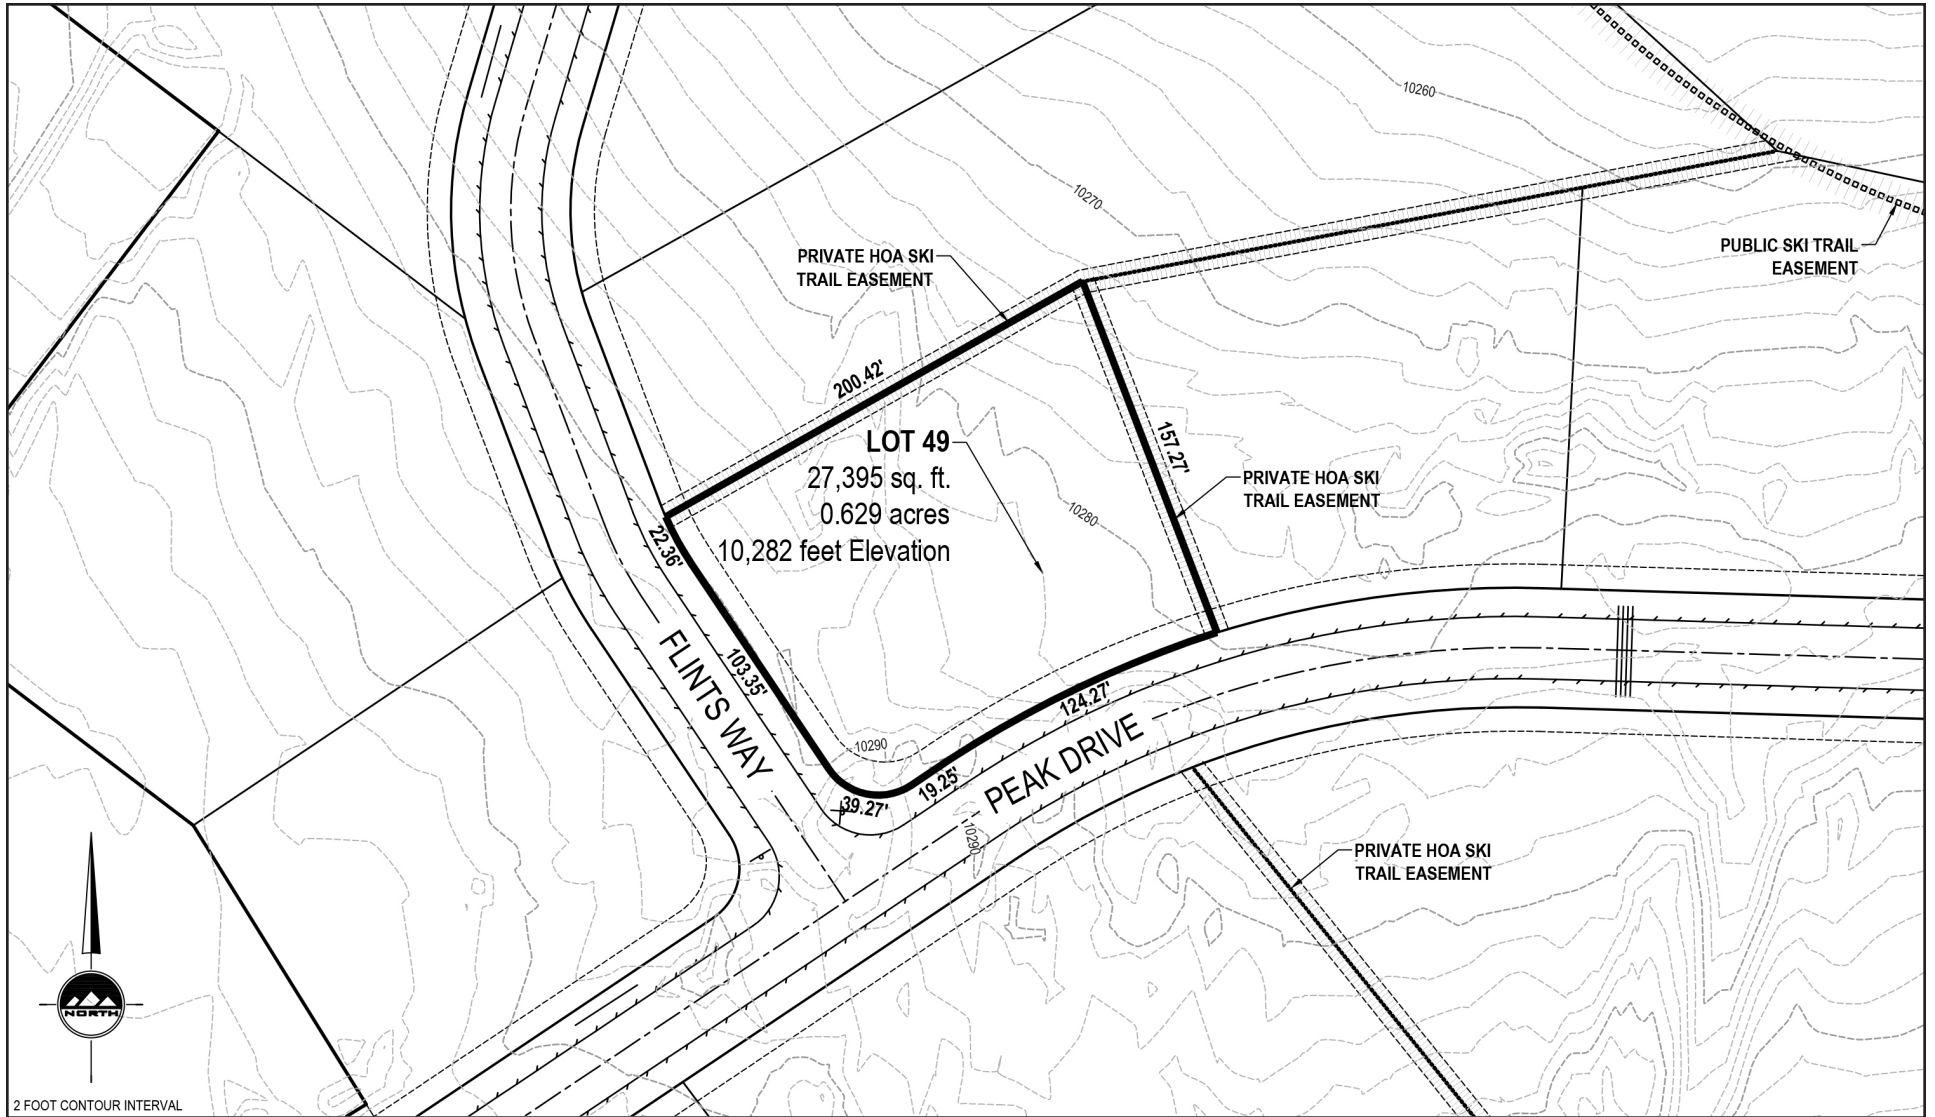 10260
10270
PRIVATE HOA SKI
TRAIL EASEMENT
PUBLIC SKI TRAIL
EASEMENT
200.42'
LOT 49
27,395 sq. ft.
0.629 acres
10,282 feet Elevation
157.27'
PRIVATE HOA SKI
TRAIL EASEMENT
10280
22.36'
103.35'
FLINTS WAY
124.27'
PEAK DRIVE
10290
19.25'
39.27'
10290
PRIVATE HOA SKI
TRAIL EASEMENT
NORTH
2 FOOT CONTOUR INTERVAL